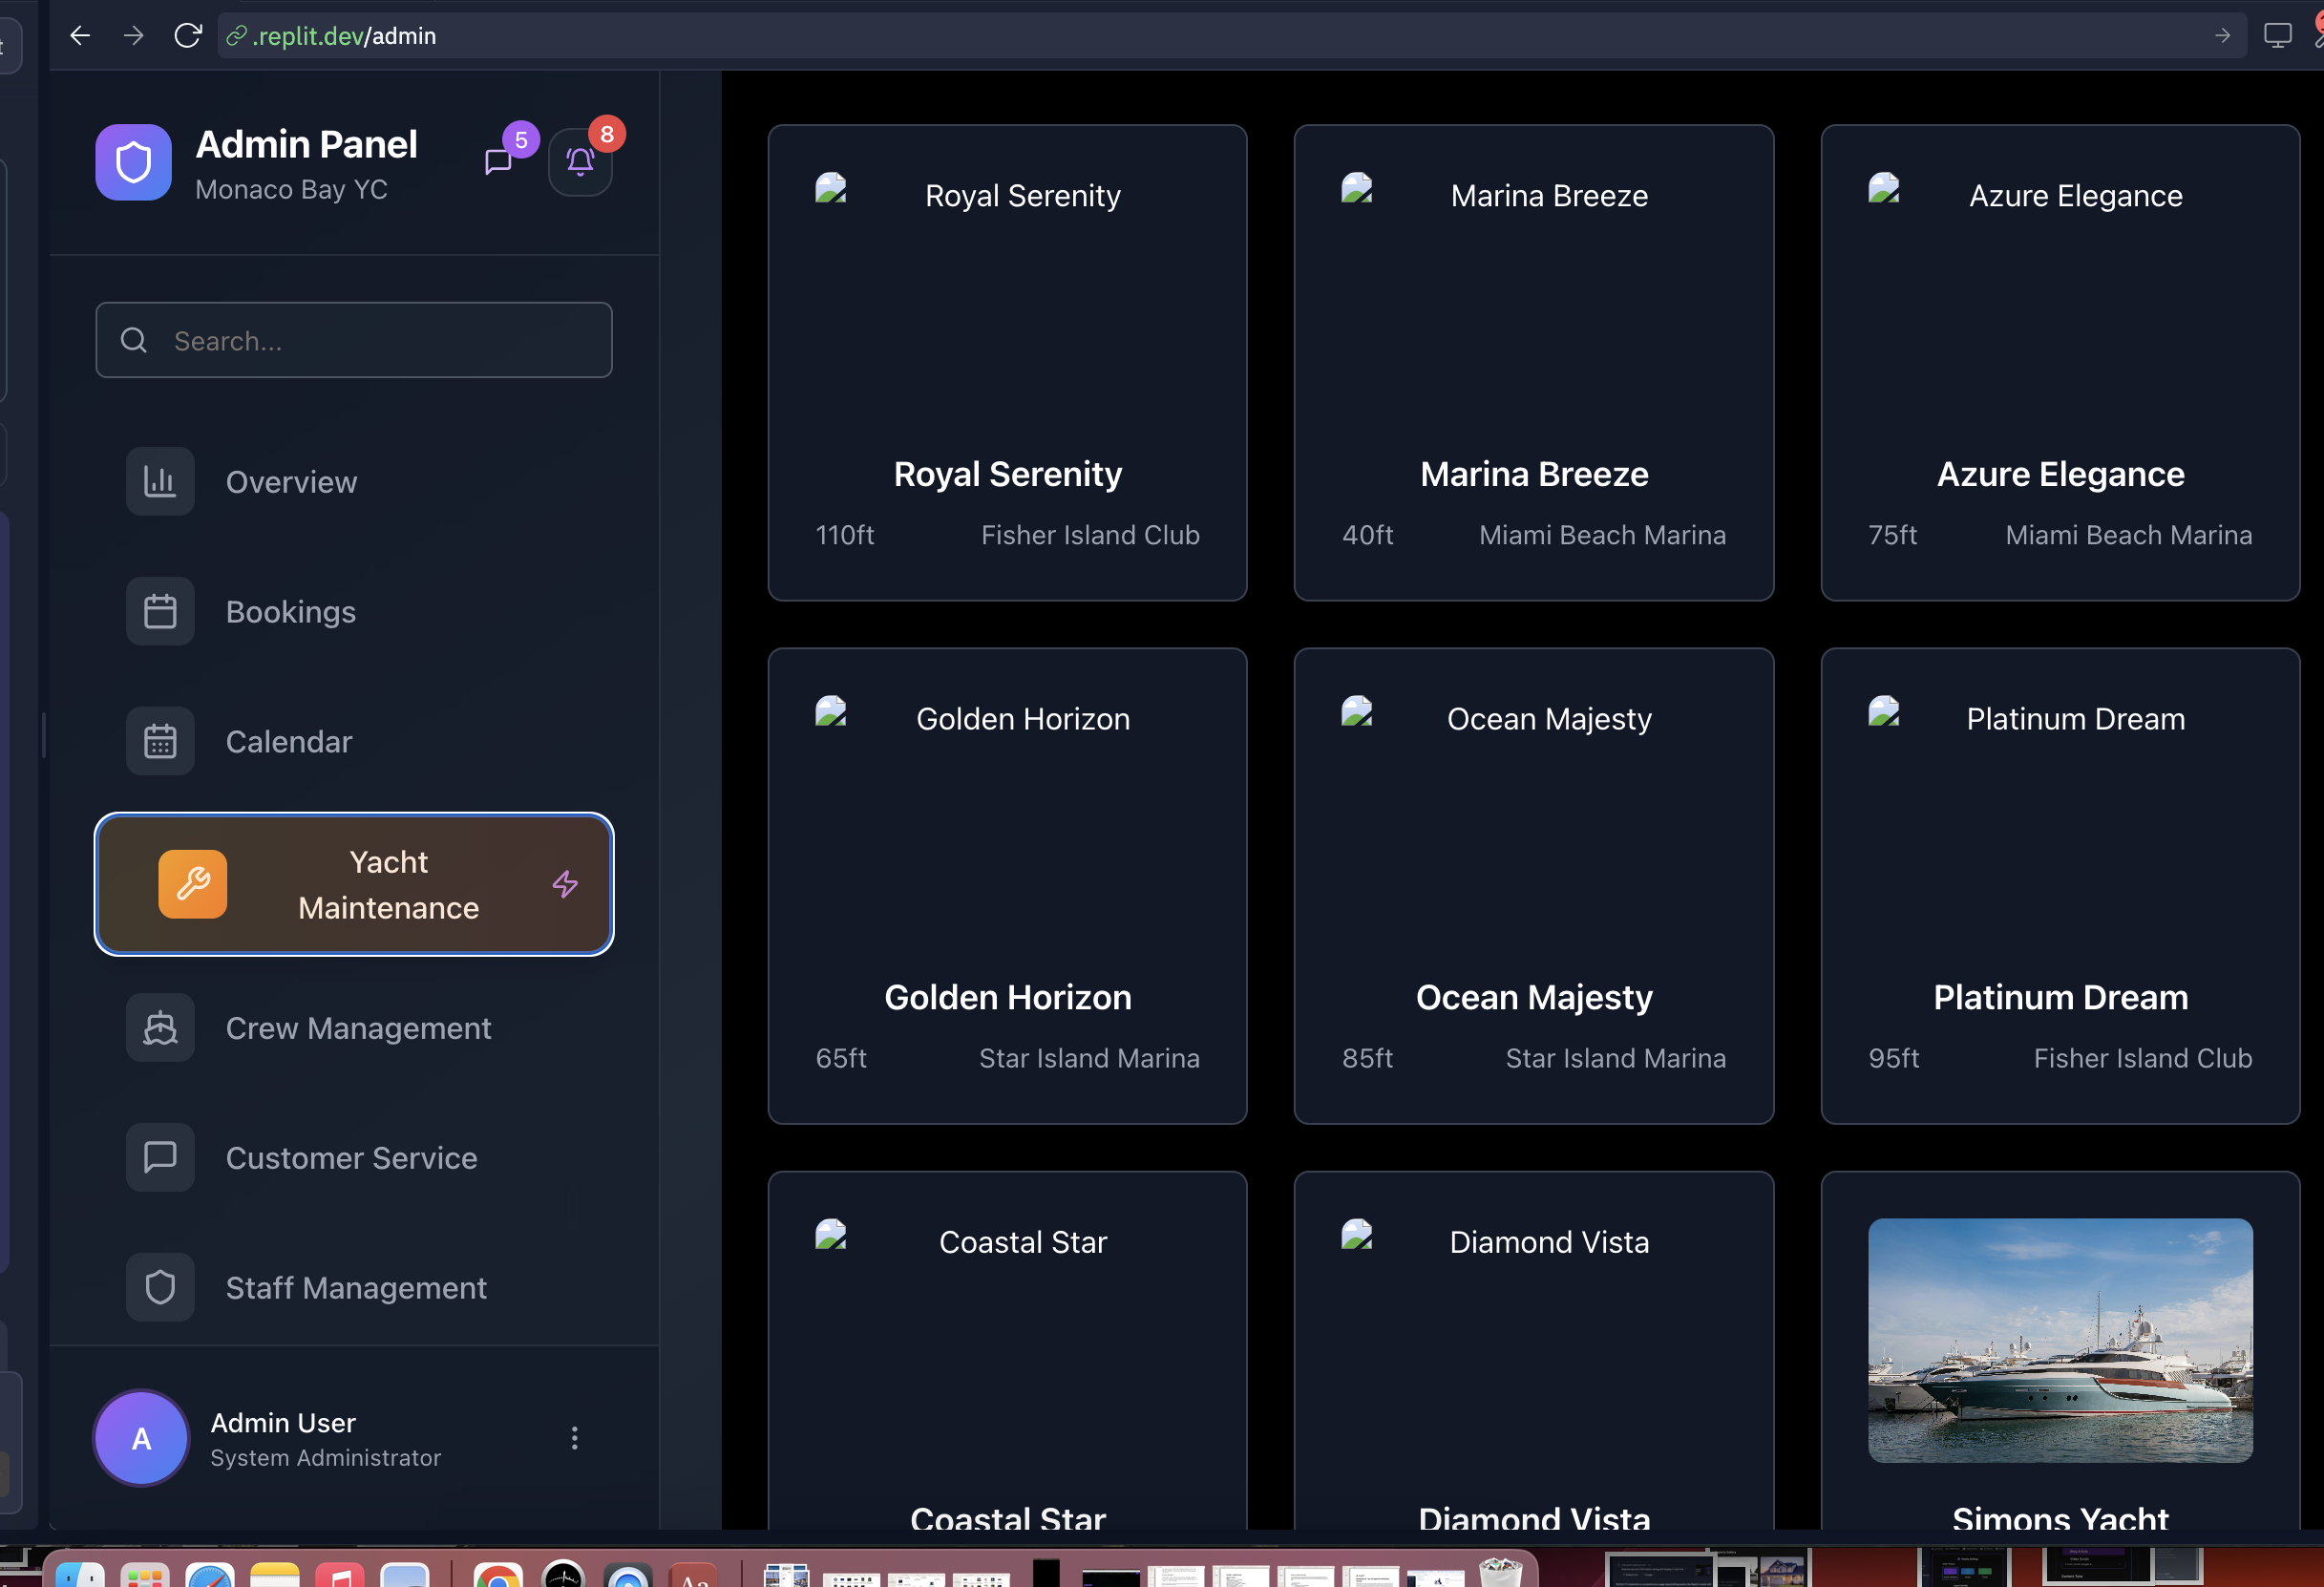 .replit.dev/admin
Admin Panel
Monaco Bay YC
5
8
Search...
Overview
Bookings
Calendar
Yacht
Maintenance
Crew Management
Customer Service
Staff Management
A
Admin User
System Administrator
Royal Serenity
Royal Serenity
110ft Fisher Island Club
Marina Breeze
Marina Breeze
40ft Miami Beach Marina
Azure Elegance
Azure Elegance
75ft Miami Beach Marina
Golden Horizon
Golden Horizon
65ft Star Island Marina
Ocean Majesty
Ocean Majesty
85ft Star Island Marina
Platinum Dream
Platinum Dream
95ft Fisher Island Club
Coastal Star
Coastal Star
Diamond Vista
Diamond Vista
Simons Yacht
Aa